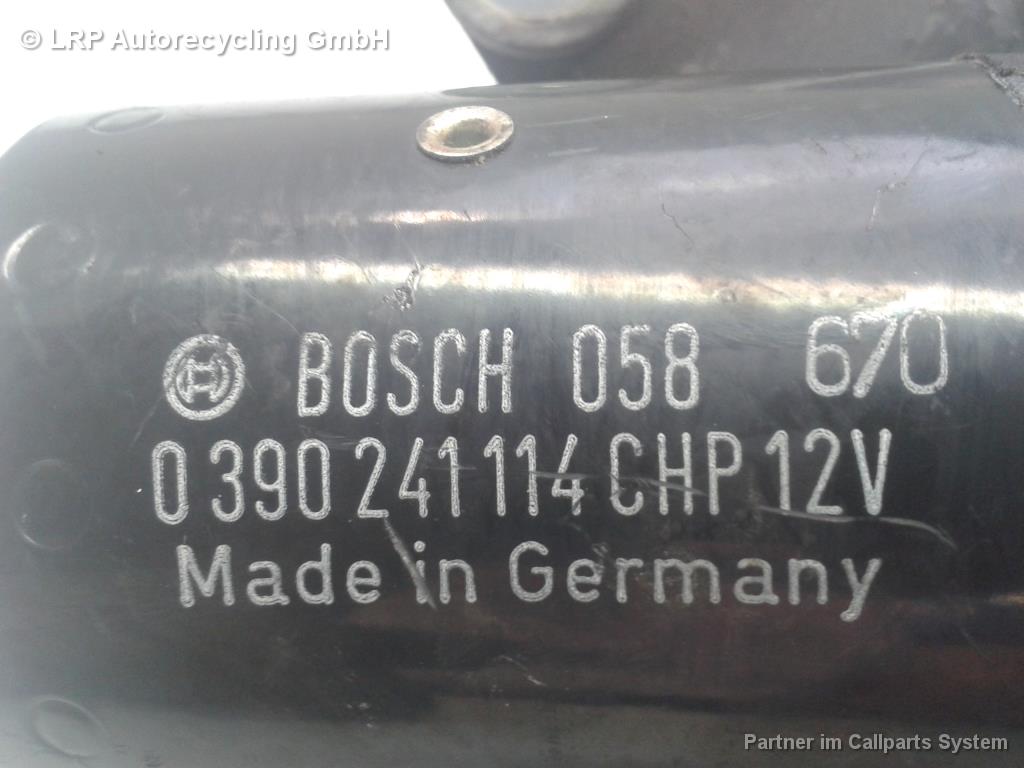 © LRP Autorecycling GmbH
BOSCH 058 670
0 390 241 114 CHP 12V
Made in Germany
Partner im Callparts System